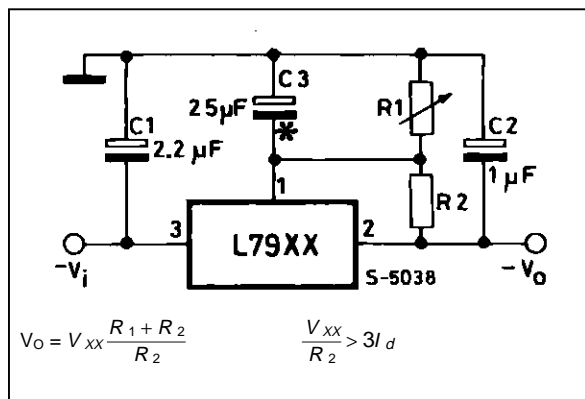 C3
25µF
*
R1
C1
2.2 µF
C2
1 µF
1
R2
3
L79XX
2
-Vi
S-5038
-Vo
VO = VXX (R1 + R2) / R2
VXX / R2 > 3Id